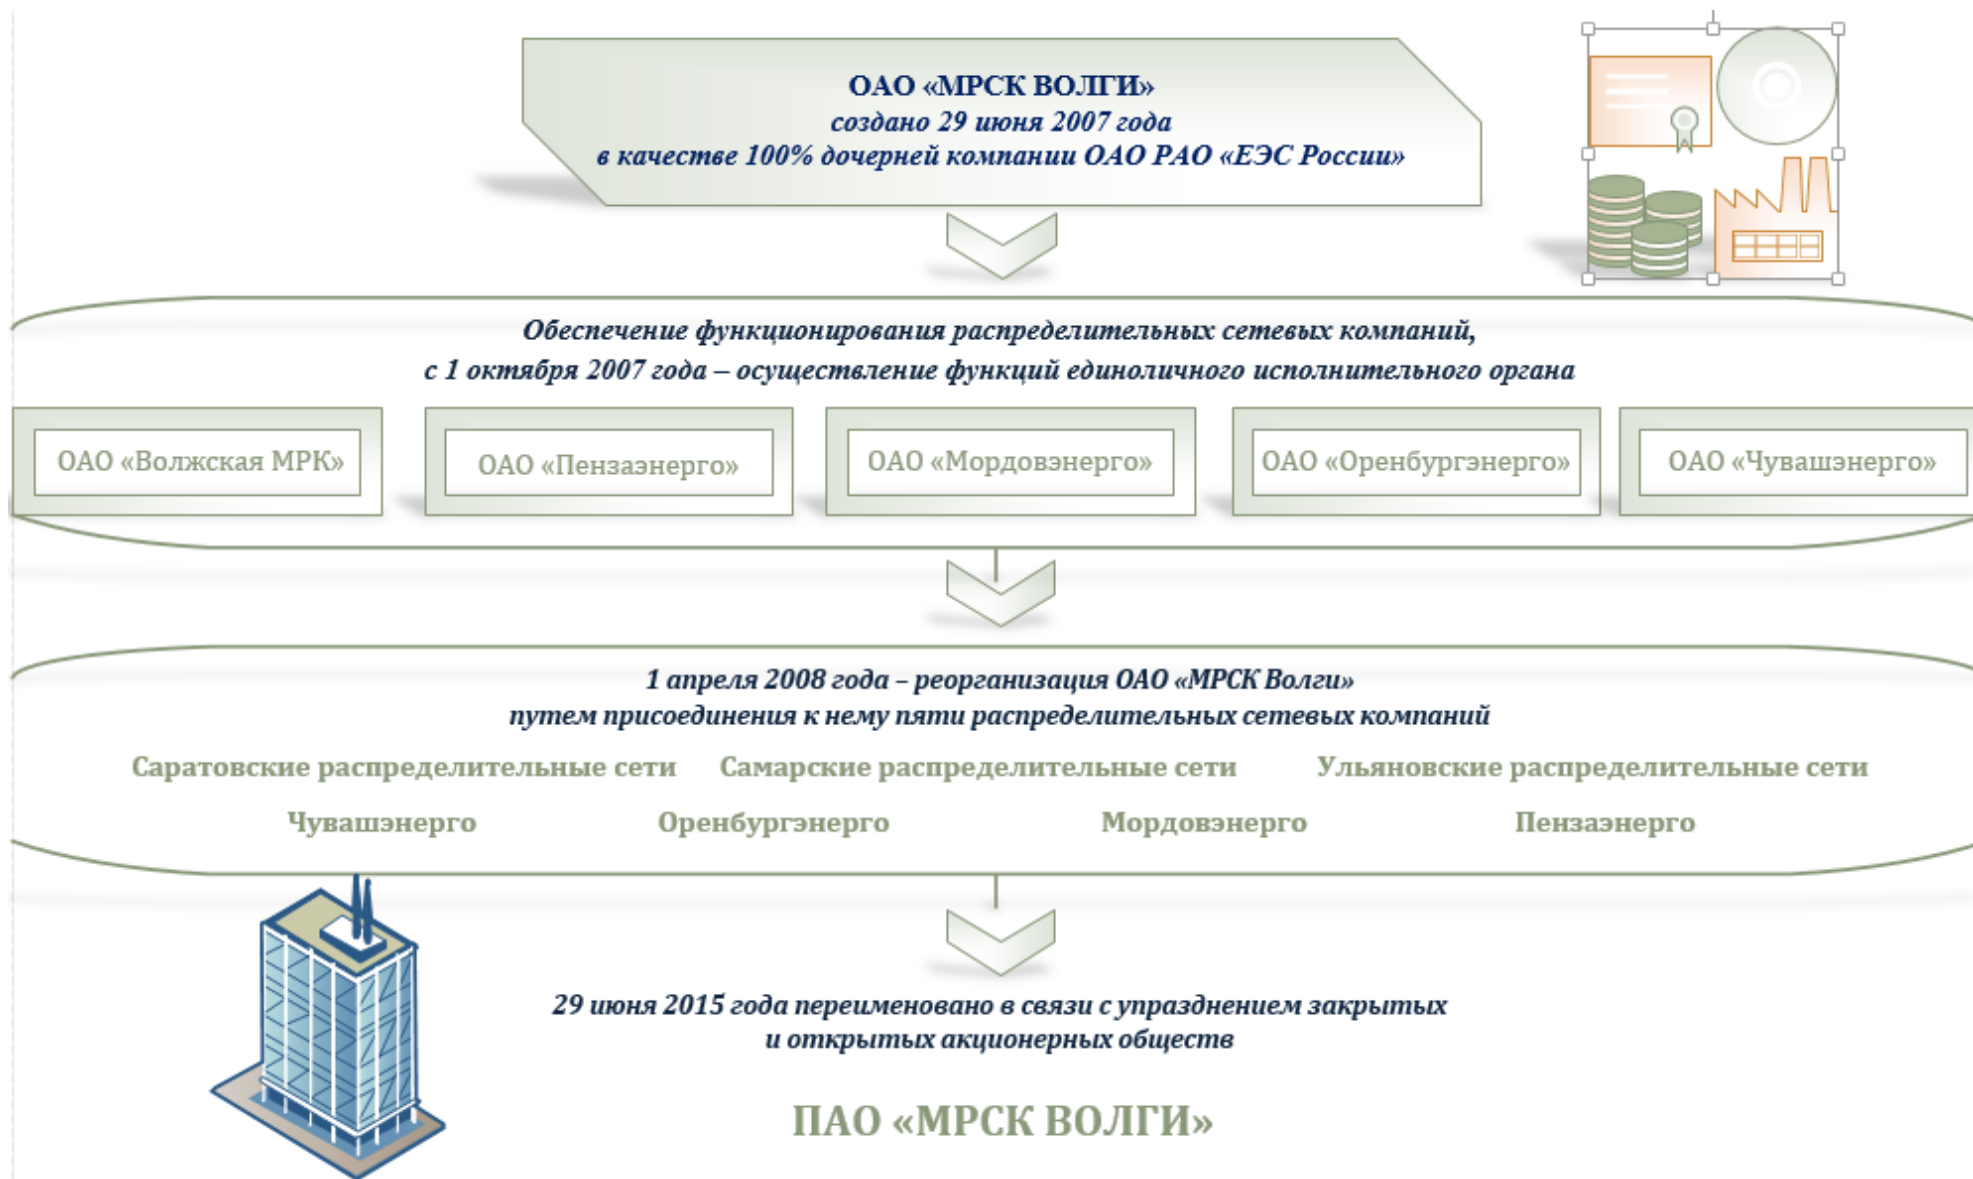 ОАО «МРСК ВОЛГИ»
создано 29 июня 2007 года
в качестве 100% дочерней компании ОАО РАО «ЕЭС России»
Обеспечение функционирования распределительных сетевых компаний,
с 1 октября 2007 года – осуществление функций единоличного исполнительного органа
ОАО «Волжская МРК»
ОАО «Пензаэнерго»
ОАО «Мордовэнерго»
ОАО «Оренбургэнерго»
ОАО «Чувашэнерго»
1 апреля 2008 года – реорганизация ОАО «МРСК Волги»
путем присоединения к нему пяти распределительных сетевых компаний
Саратовские распределительные сети Самарские распределительные сети Ульяновские распределительные сети
Чувашэнерго Оренбургэнерго Мордовэнерго Пензаэнерго
29 июня 2015 года переименовано в связи с упразднением закрытых
и открытых акционерных обществ
ПАО «МРСК ВОЛГИ»